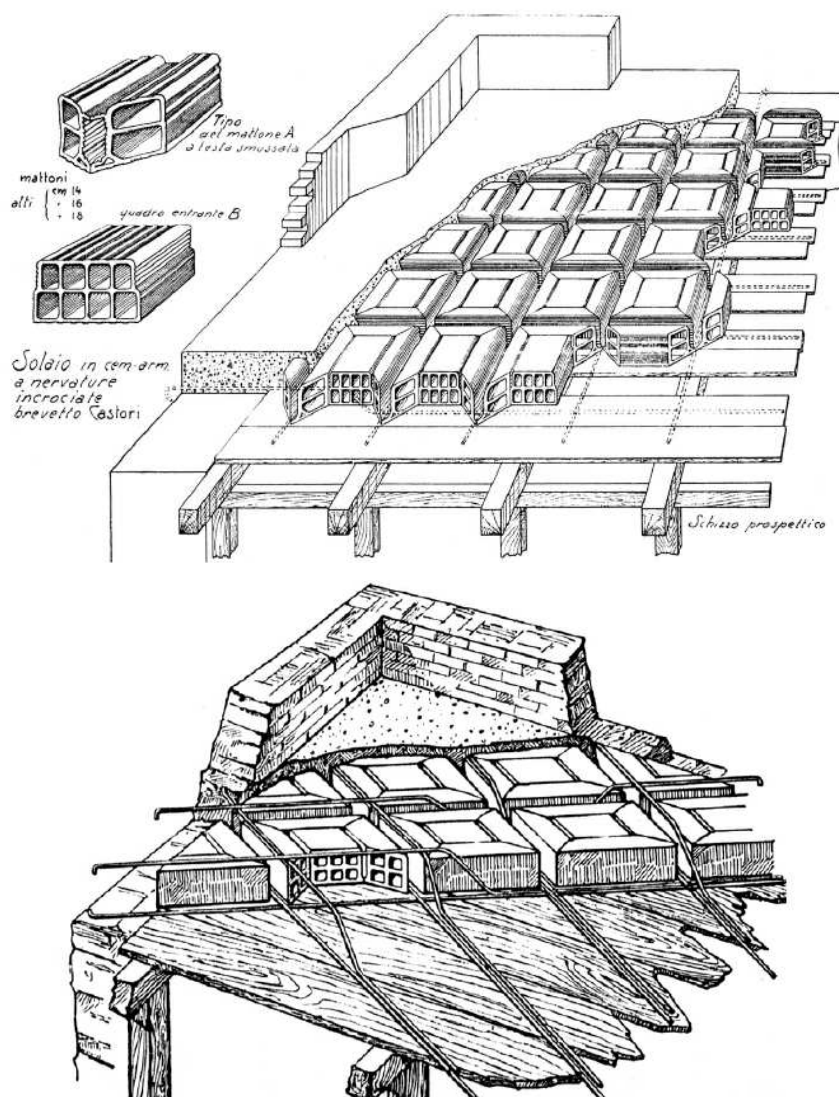 Tipo
del mattone A
a testa smussata
mattoni
alti { cm 14
" 16
" 18
quadro entrante B
Solaio in cem-arm.
a nervature
incrociate
brevetto Castori
Schizzo prospettico